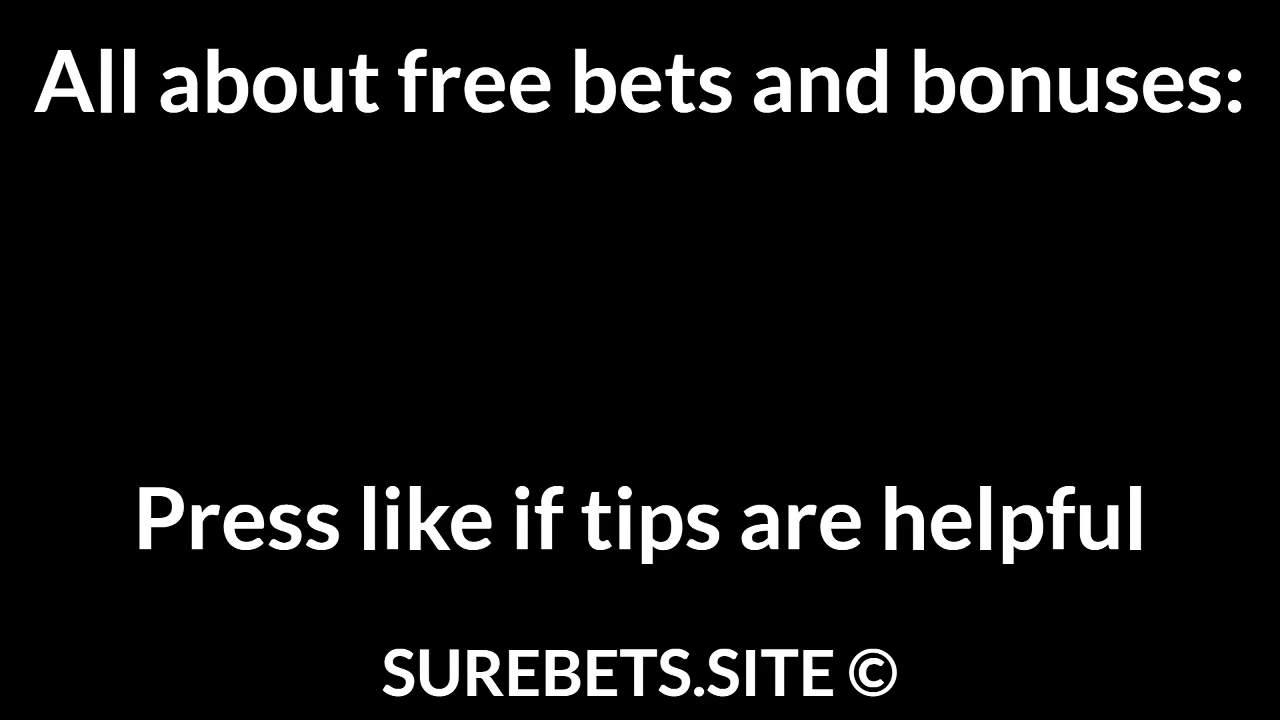 All about free bets and bonuses:
Press like if tips are helpful
SUREBETS.SITE ©